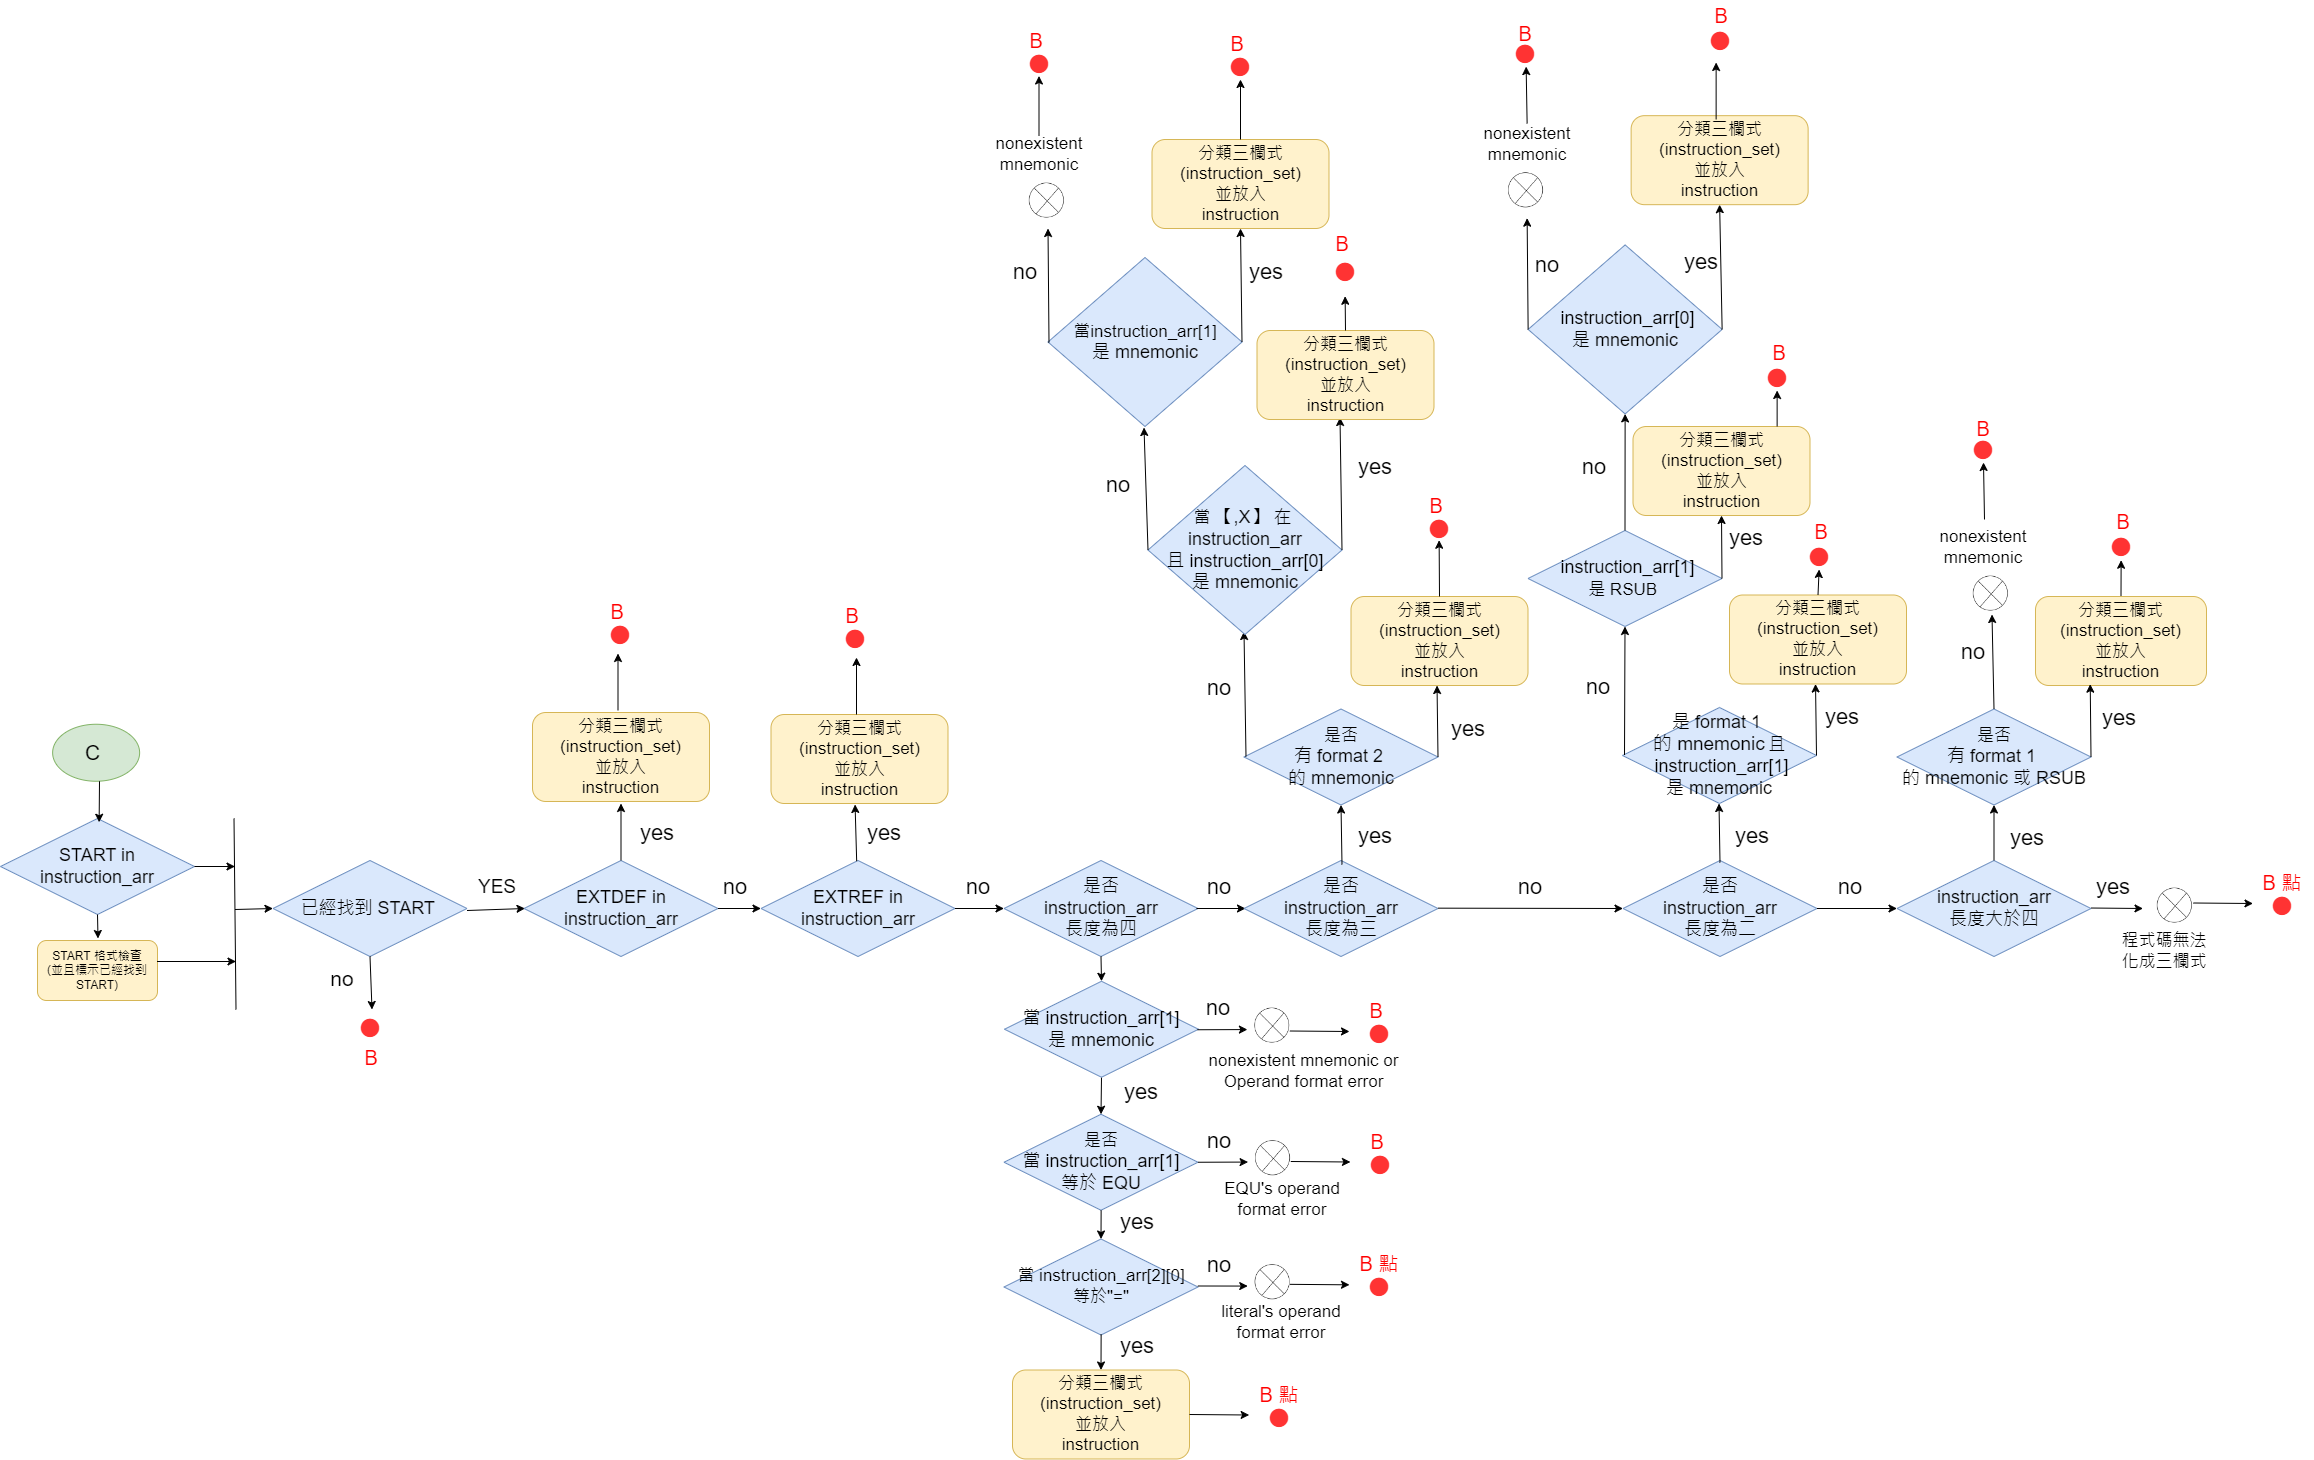 B
nonexistent
mnemonic
B
分類三欄式
(instruction_set)
並放入
instruction
no
yes
當instruction_arr[1]
是 mnemonic
B
分類三欄式
(instruction_set)
並放入
instruction
no
yes
當 【 ,X】 在
instruction_arr
且 instruction_arr[0]
是 mnemonic
B
分類三欄式
(instruction_set)
並放入
instruction
no
yes
是否
有 format 2
的 mnemonic
yes
B
nonexistent
mnemonic
B
分類三欄式
(instruction_set)
並放入
instruction
no
yes
instruction_arr[0]
是 mnemonic
B
分類三欄式
(instruction_set)
並放入
instruction
no
yes
instruction_arr[1]
是 RSUB
B
分類三欄式
(instruction_set)
並放入
instruction
no
yes
是 format 1
的 mnemonic 且
instruction_arr[1]
是 mnemonic
yes
B
nonexistent
mnemonic
B
分類三欄式
(instruction_set)
並放入
instruction
no
yes
是否
有 format 1
的 mnemonic 或 RSUB
yes
B
分類三欄式
(instruction_set)
並放入
instruction
yes
B
分類三欄式
(instruction_set)
並放入
instruction
yes
C
START in
instruction_arr
START 格式檢查
(並且標示已經找到
START)
已經找到 START
YES
no
B
EXTDEF in
instruction_arr
no
EXTREF in
instruction_arr
no
是否
instruction_arr
長度為四
no
是否
instruction_arr
長度為三
no
是否
instruction_arr
長度為二
no
instruction_arr
長度大於四
yes
程式碼無法
化成三欄式
B 點
當 instruction_arr[1]
是 mnemonic
no
nonexistent mnemonic or
Operand format error
B
yes
是否
當 instruction_arr[1]
等於 EQU
no
EQU's operand
format error
B
yes
當 instruction_arr[2][0]
等於"="
no
literal's operand
format error
B 點
yes
分類三欄式
(instruction_set)
並放入
instruction
B 點